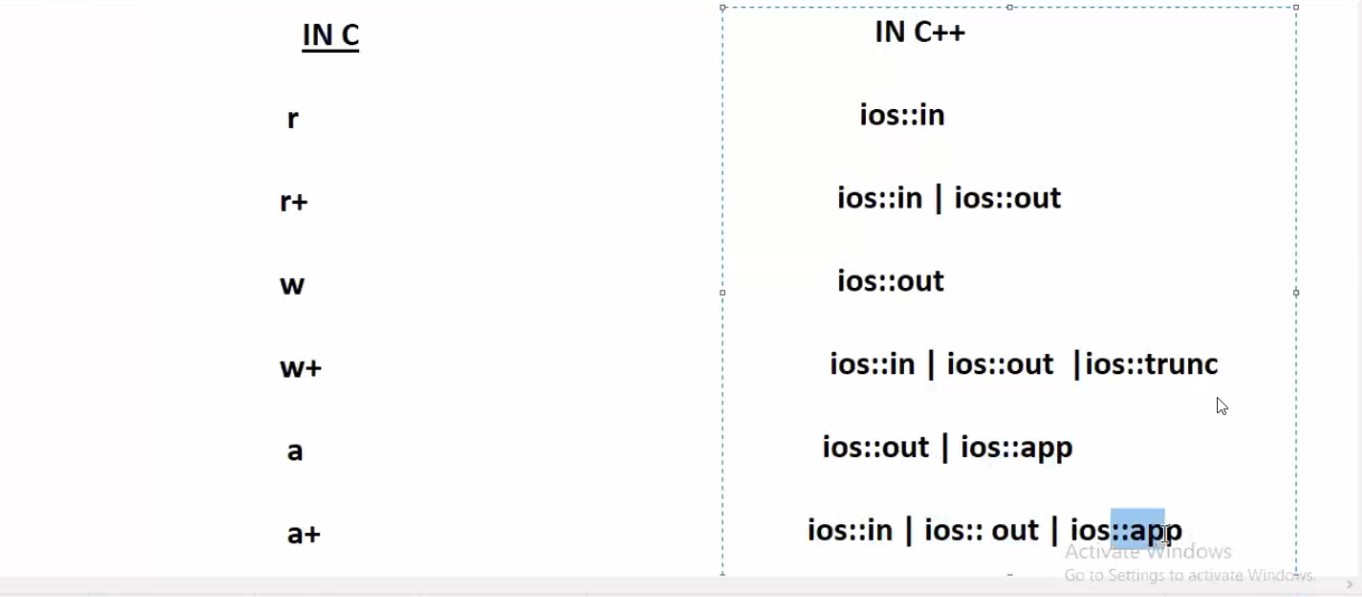 IN C IN C++
r ios::in
r+ ios::in | ios::out
w ios::out
w+ ios::in | ios::out |ios::trunc
a ios::out | ios::app
a+ ios::in | ios:: out | ios::app
Activate Windows
Go to Settings to activate Windows.